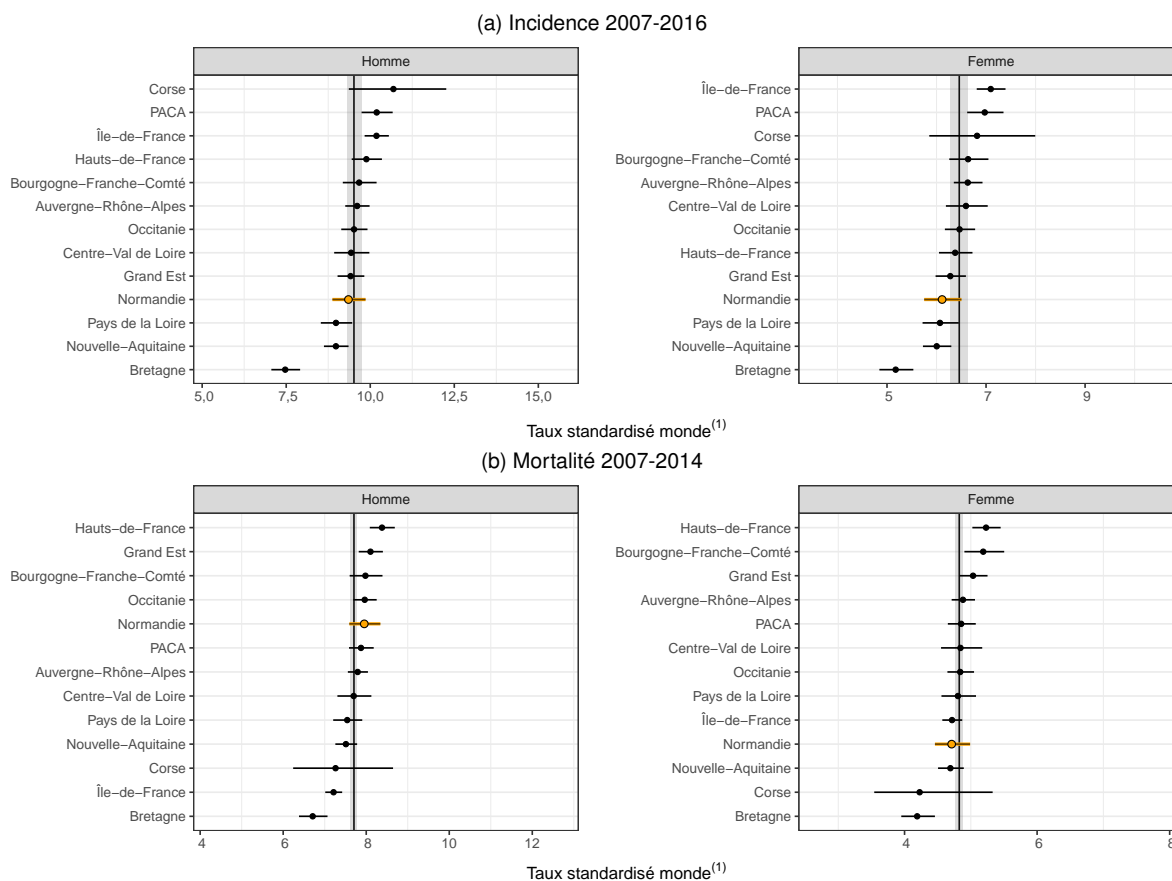 (a) Incidence 2007-2016
Homme
Corse
PACA
Île−de−France
Hauts−de−France
Bourgogne−Franche−Comté
Auvergne−Rhône−Alpes
Occitanie
Centre−Val de Loire
Grand Est
Normandie
Pays de la Loire
Nouvelle−Aquitaine
Bretagne
5,0 7,5 10,0 12,5 15,0
Femme
Île−de−France
PACA
Corse
Bourgogne−Franche−Comté
Auvergne−Rhône−Alpes
Centre−Val de Loire
Occitanie
Hauts−de−France
Grand Est
Normandie
Pays de la Loire
Nouvelle−Aquitaine
Bretagne
5 7 9
Taux standardisé monde(1)
(b) Mortalité 2007-2014
Homme
Hauts−de−France
Grand Est
Bourgogne−Franche−Comté
Occitanie
Normandie
PACA
Auvergne−Rhône−Alpes
Centre−Val de Loire
Pays de la Loire
Nouvelle−Aquitaine
Corse
Île−de−France
Bretagne
4 6 8 10 12
Femme
Hauts−de−France
Bourgogne−Franche−Comté
Grand Est
Auvergne−Rhône−Alpes
PACA
Centre−Val de Loire
Occitanie
Pays de la Loire
Île−de−France
Normandie
Nouvelle−Aquitaine
Corse
Bretagne
4 6 8
Taux standardisé monde(1)